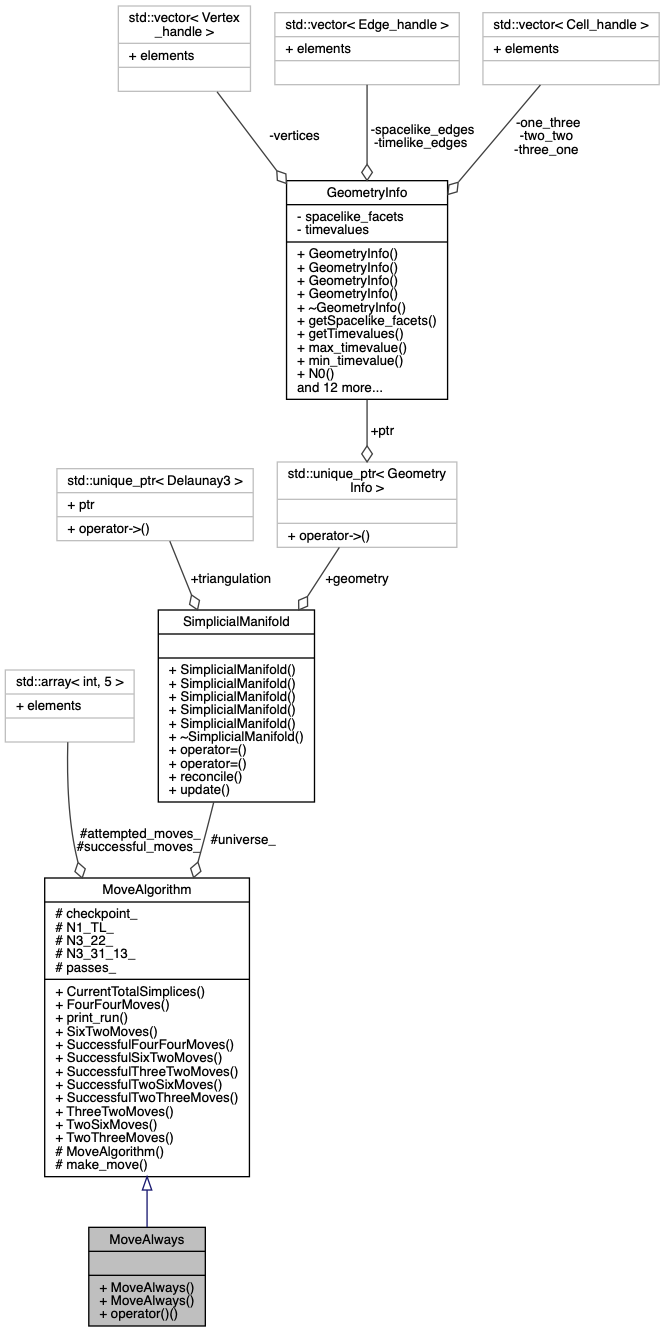 std::vector< Vertex
_handle >
+ elements
std::vector< Edge_handle >
+ elements
std::vector< Cell_handle >
+ elements
-vertices
-spacelike_edges
-timelike_edges
-one_three
-two_two
-three_one
GeometryInfo
- spacelike_facets
- timevalues
+ GeometryInfo()
+ GeometryInfo()
+ GeometryInfo()
+ GeometryInfo()
+ ~GeometryInfo()
+ getSpacelike_facets()
+ getTimevalues()
+ max_timevalue()
+ min_timevalue()
+ N0()
and 12 more...
+ptr
std::unique_ptr< Delaunay3 >
+ ptr
+ operator->()
std::unique_ptr< Geometry
Info >
+ operator->()
+triangulation
+geometry
SimplicialManifold
+ SimplicialManifold()
+ SimplicialManifold()
+ SimplicialManifold()
+ SimplicialManifold()
+ SimplicialManifold()
+ ~SimplicialManifold()
+ operator=()
+ operator=()
+ reconcile()
+ update()
std::array< int, 5 >
+ elements
#attempted_moves_
#successful_moves_
#universe_
MoveAlgorithm
# checkpoint_
# N1_TL_
# N3_22_
# N3_31_13_
# passes_
+ CurrentTotalSimplices()
+ FourFourMoves()
+ print_run()
+ SixTwoMoves()
+ SuccessfulFourFourMoves()
+ SuccessfulSixTwoMoves()
+ SuccessfulThreeTwoMoves()
+ SuccessfulTwoSixMoves()
+ SuccessfulTwoThreeMoves()
+ ThreeTwoMoves()
+ TwoSixMoves()
+ TwoThreeMoves()
# MoveAlgorithm()
# make_move()
MoveAlways
+ MoveAlways()
+ MoveAlways()
+ operator()()